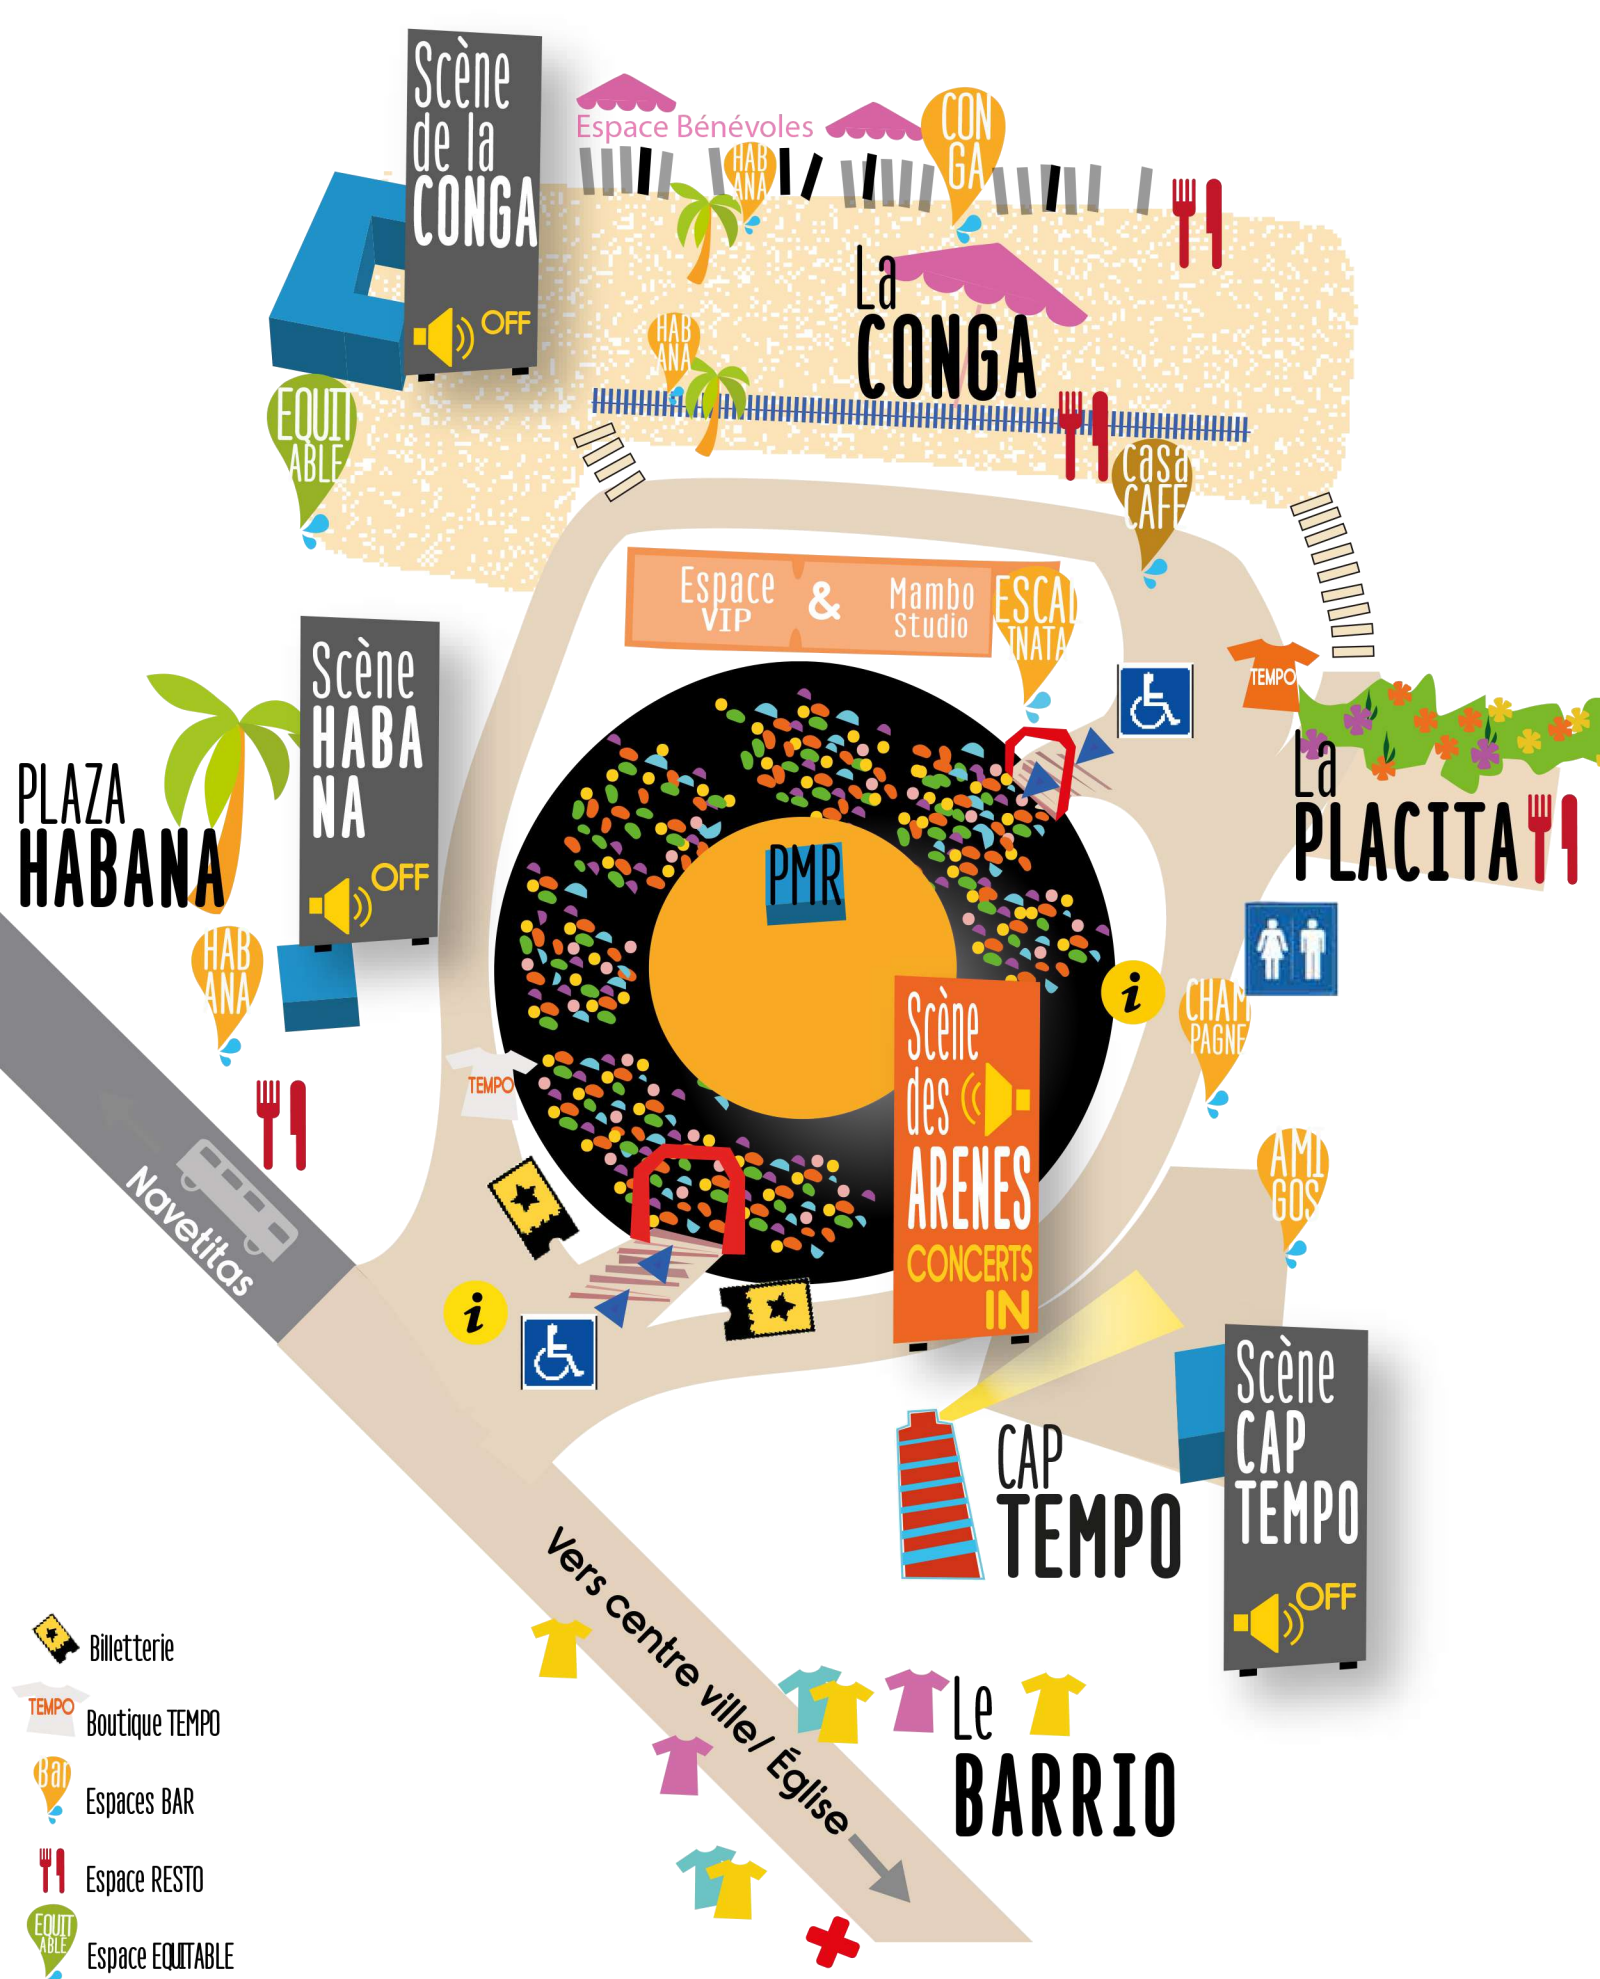 Scène
de la
CONGA
OFF
Espace Bénévoles
HAB
ANA
CON
GA
La
CONGA
HAB
ANA
EQUIT
ABLE
Casa
CAFE
Espace
VIP
&
Mambo
Studio
ESCAL
INATA
TEMPO
Scène
HABA
NA
OFF
PLAZA
HABANA
La
PLACITA
PMR
HAB
ANA
i
CHAM
PAGNE
Scène
des
ARENES
CONCERTS
IN
TEMPO
AMI
GOS
Navetitas
i
CAP
TEMPO
Scène
CAP
TEMPO
OFF
Vers centre ville/ Église
Le
BARRIO
Billetterie
TEMPO
Boutique TEMPO
Bar
Espaces BAR
Espace RESTO
EQUIT
ABLE
Espace EQUITABLE